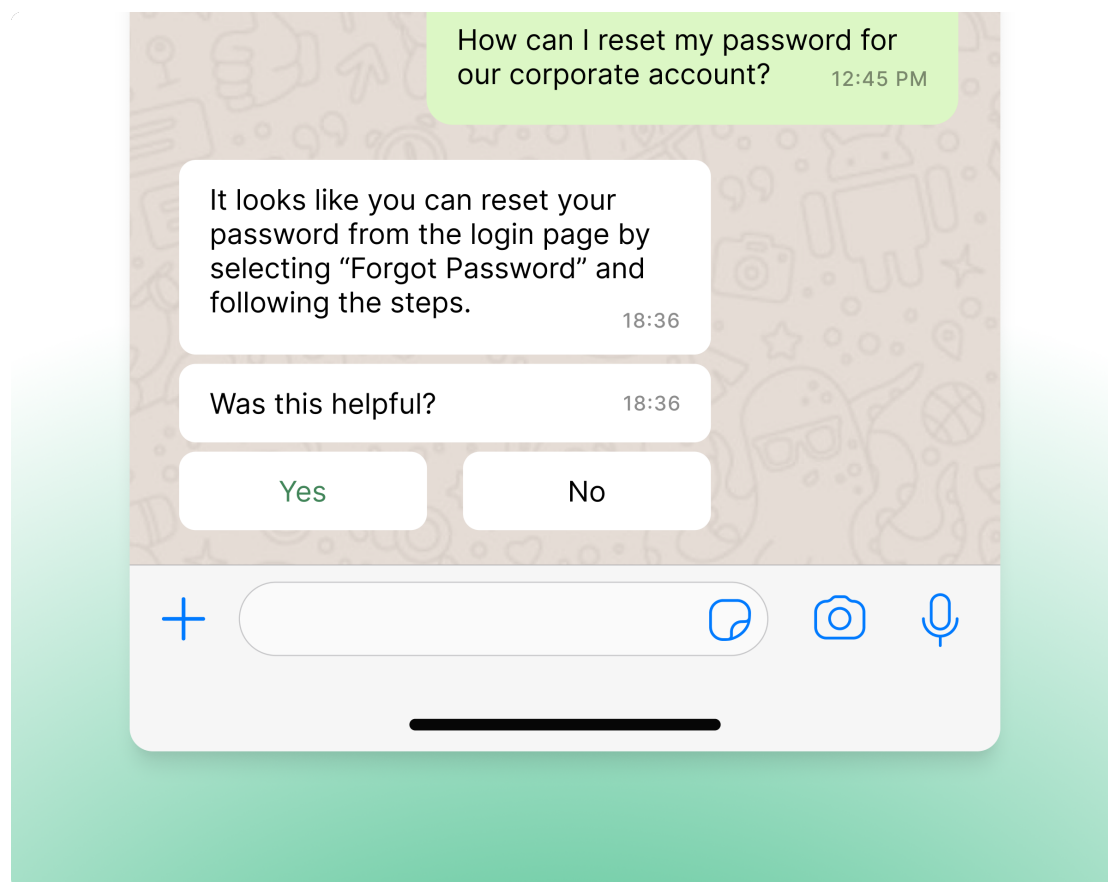 How can I reset my password for
our corporate account? 12:45 PM
It looks like you can reset your
password from the login page by
selecting “Forgot Password” and
following the steps.
18:36
Was this helpful? 18:36
Yes No